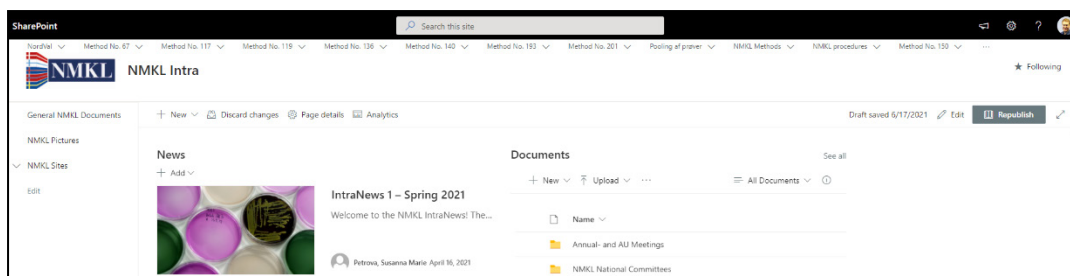 SharePoint
Search this site
?
NordVal Method No. 67 Method No. 117 Method No. 119 Method No. 136 Method No. 140 Method No. 193 Method No. 201 Pooling af prøver NMKL Methods NMKL procedures Method No. 150 ...
NMKL NMKL Intra
Following
General NMKL Documents
NMKL Pictures
NMKL Sites
Edit
+ New Discard changes Page details Analytics
Draft saved 6/17/2021 Edit Republish
News
+ Add
IntraNews 1 – Spring 2021
Welcome to the NMKL IntraNews! The...
Petrova, Susanna Marie April 16, 2021
Documents
See all
+ New Upload ... All Documents
Name
Annual- and AU Meetings
NMKL National Committees